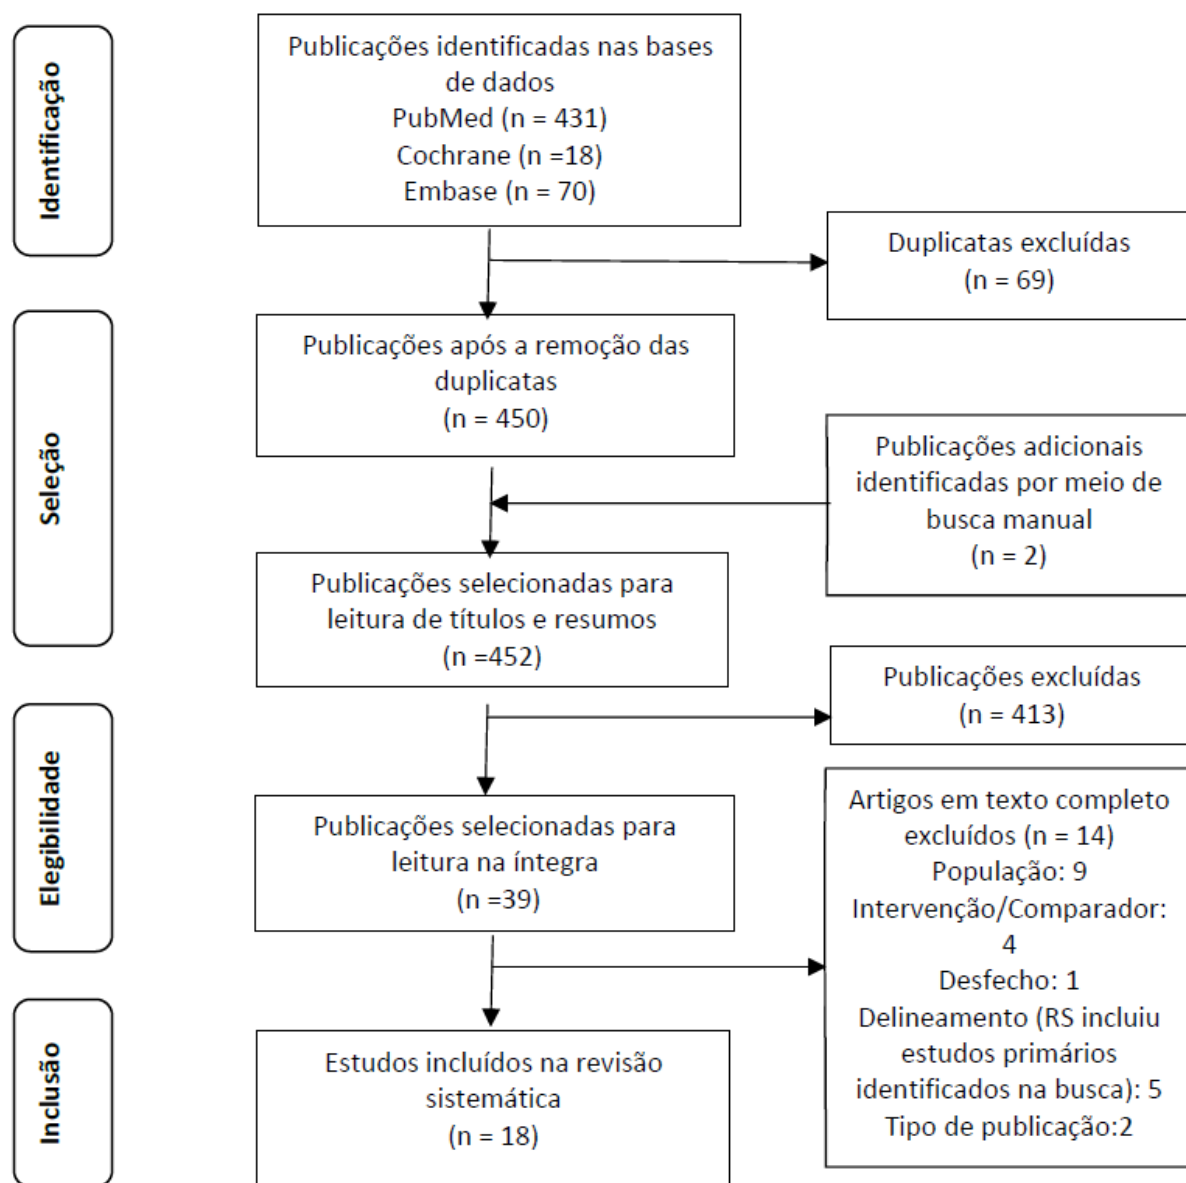 Identificação
Publicações identificadas nas bases
de dados
PubMed (n = 431)
Cochrane (n =18)
Embase (n = 70)
Duplicatas excluídas
(n = 69)
Seleção
Publicações após a remoção das
duplicatas
(n = 450)
Publicações adicionais
identificadas por meio de
busca manual
(n = 2)
Publicações selecionadas para
leitura de títulos e resumos
(n =452)
Publicações excluídas
(n = 413)
Elegibilidade
Publicações selecionadas para
leitura na íntegra
(n =39)
Artigos em texto completo
excluídos (n = 14)
População: 9
Intervenção/Comparador:
4
Desfecho: 1
Delineamento (RS incluiu
estudos primários
identificados na busca): 5
Tipo de publicação:2
Inclusão
Estudos incluídos na revisão
sistemática
(n = 18)